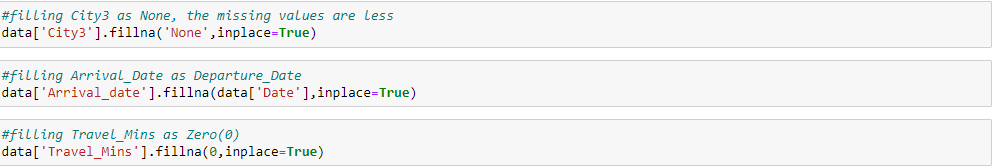 #filling City3 as None, the missing values are less
data['City3'].fillna('None',inplace=True)
#filling Arrival_Date as Departure_Date
data['Arrival_date'].fillna(data['Date'],inplace=True)
#filling Travel_Mins as Zero(0)
data['Travel_Mins'].fillna(0,inplace=True)